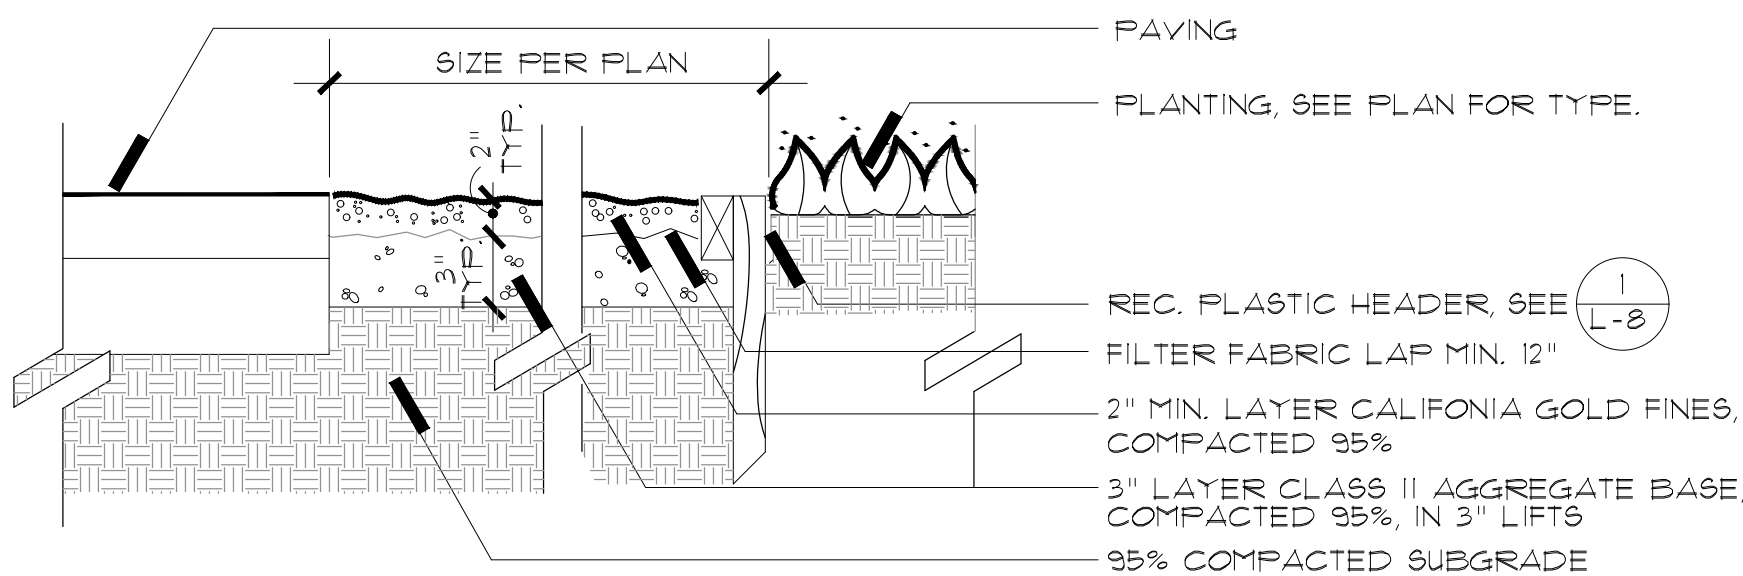 PAVING
SIZE PER PLAN
PLANTING, SEE PLAN FOR TYPE.
2" TYP.
3" TYP.
REC. PLASTIC HEADER, SEE
1
L-8
FILTER FABRIC LAP MIN. 12"
2" MIN. LAYER CALIFONIA GOLD FINES,
COMPACTED 95%
3" LAYER CLASS II AGGREGATE BASE,
COMPACTED 95%, IN 3" LIFTS
95% COMPACTED SUBGRADE